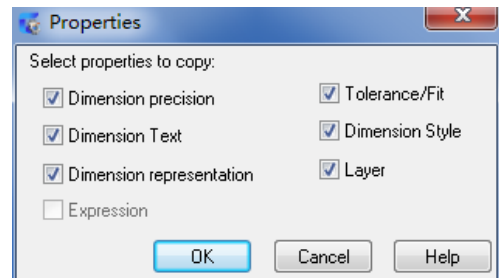 Properties
Select properties to copy:
Dimension precision
Tolerance/Fit
Dimension Text
Dimension Style
Dimension representation
Layer
Expression
OK Cancel Help